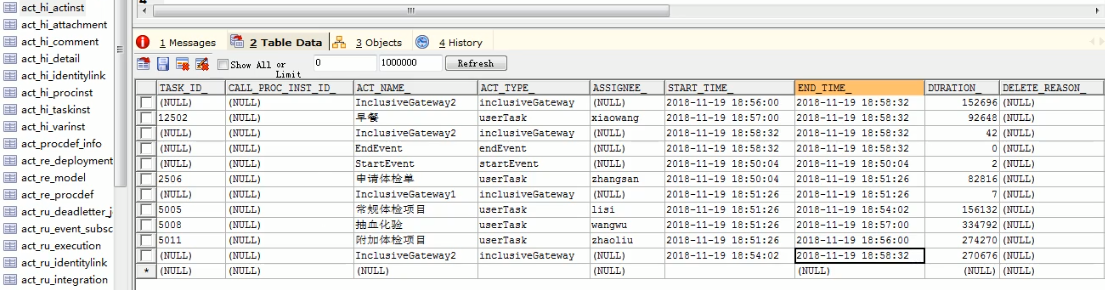 act_hi_actinst
act_hi_attachment
act_hi_comment
act_hi_detail
act_hi_identitylink
act_hi_procinst
act_hi_taskinst
act_hi_varinst
act_procdef_info
act_re_deployment
act_re_model
act_re_procdef
act_ru_deadletter_j
act_ru_event_subsc
act_ru_execution
act_ru_identitylink
act_ru_integration
1 Messages 2 Table Data 3 Objects 4 History
Show All or Limit 0 1000000 Refresh
TASK_ID_ CALL_PROC_INST_ID_ ACT_NAME_ ACT_TYPE_ ASSIGNEE_ START_TIME_ END_TIME_ DURATION_ DELETE_REASON_
(NULL) (NULL) InclusiveGateway2 inclusiveGateway (NULL) 2018-11-19 18:56:00 2018-11-19 18:58:32 152696 (NULL)
12502 (NULL) 早餐 userTask xiaowang 2018-11-19 18:57:00 2018-11-19 18:58:32 92648 (NULL)
(NULL) (NULL) InclusiveGateway2 inclusiveGateway (NULL) 2018-11-19 18:58:32 2018-11-19 18:58:32 42 (NULL)
(NULL) (NULL) EndEvent endEvent (NULL) 2018-11-19 18:58:32 2018-11-19 18:58:32 0 (NULL)
(NULL) (NULL) StartEvent startEvent (NULL) 2018-11-19 18:50:04 2018-11-19 18:50:04 2 (NULL)
2506 (NULL) 申请体检单 userTask zhangsan 2018-11-19 18:50:04 2018-11-19 18:51:26 82816 (NULL)
(NULL) (NULL) InclusiveGateway1 inclusiveGateway (NULL) 2018-11-19 18:51:26 2018-11-19 18:51:26 7 (NULL)
5005 (NULL) 常规体检项目 userTask lisi 2018-11-19 18:51:26 2018-11-19 18:54:02 156132 (NULL)
5008 (NULL) 抽血化验 userTask wangwu 2018-11-19 18:51:26 2018-11-19 18:57:00 334792 (NULL)
5011 (NULL) 附加体检项目 userTask zhaoliu 2018-11-19 18:51:26 2018-11-19 18:56:00 274270 (NULL)
(NULL) (NULL) InclusiveGateway2 inclusiveGateway (NULL) 2018-11-19 18:54:02 2018-11-19 18:58:32 270676 (NULL)
* (NULL) (NULL) (NULL) (NULL) (NULL) (NULL) (NULL)